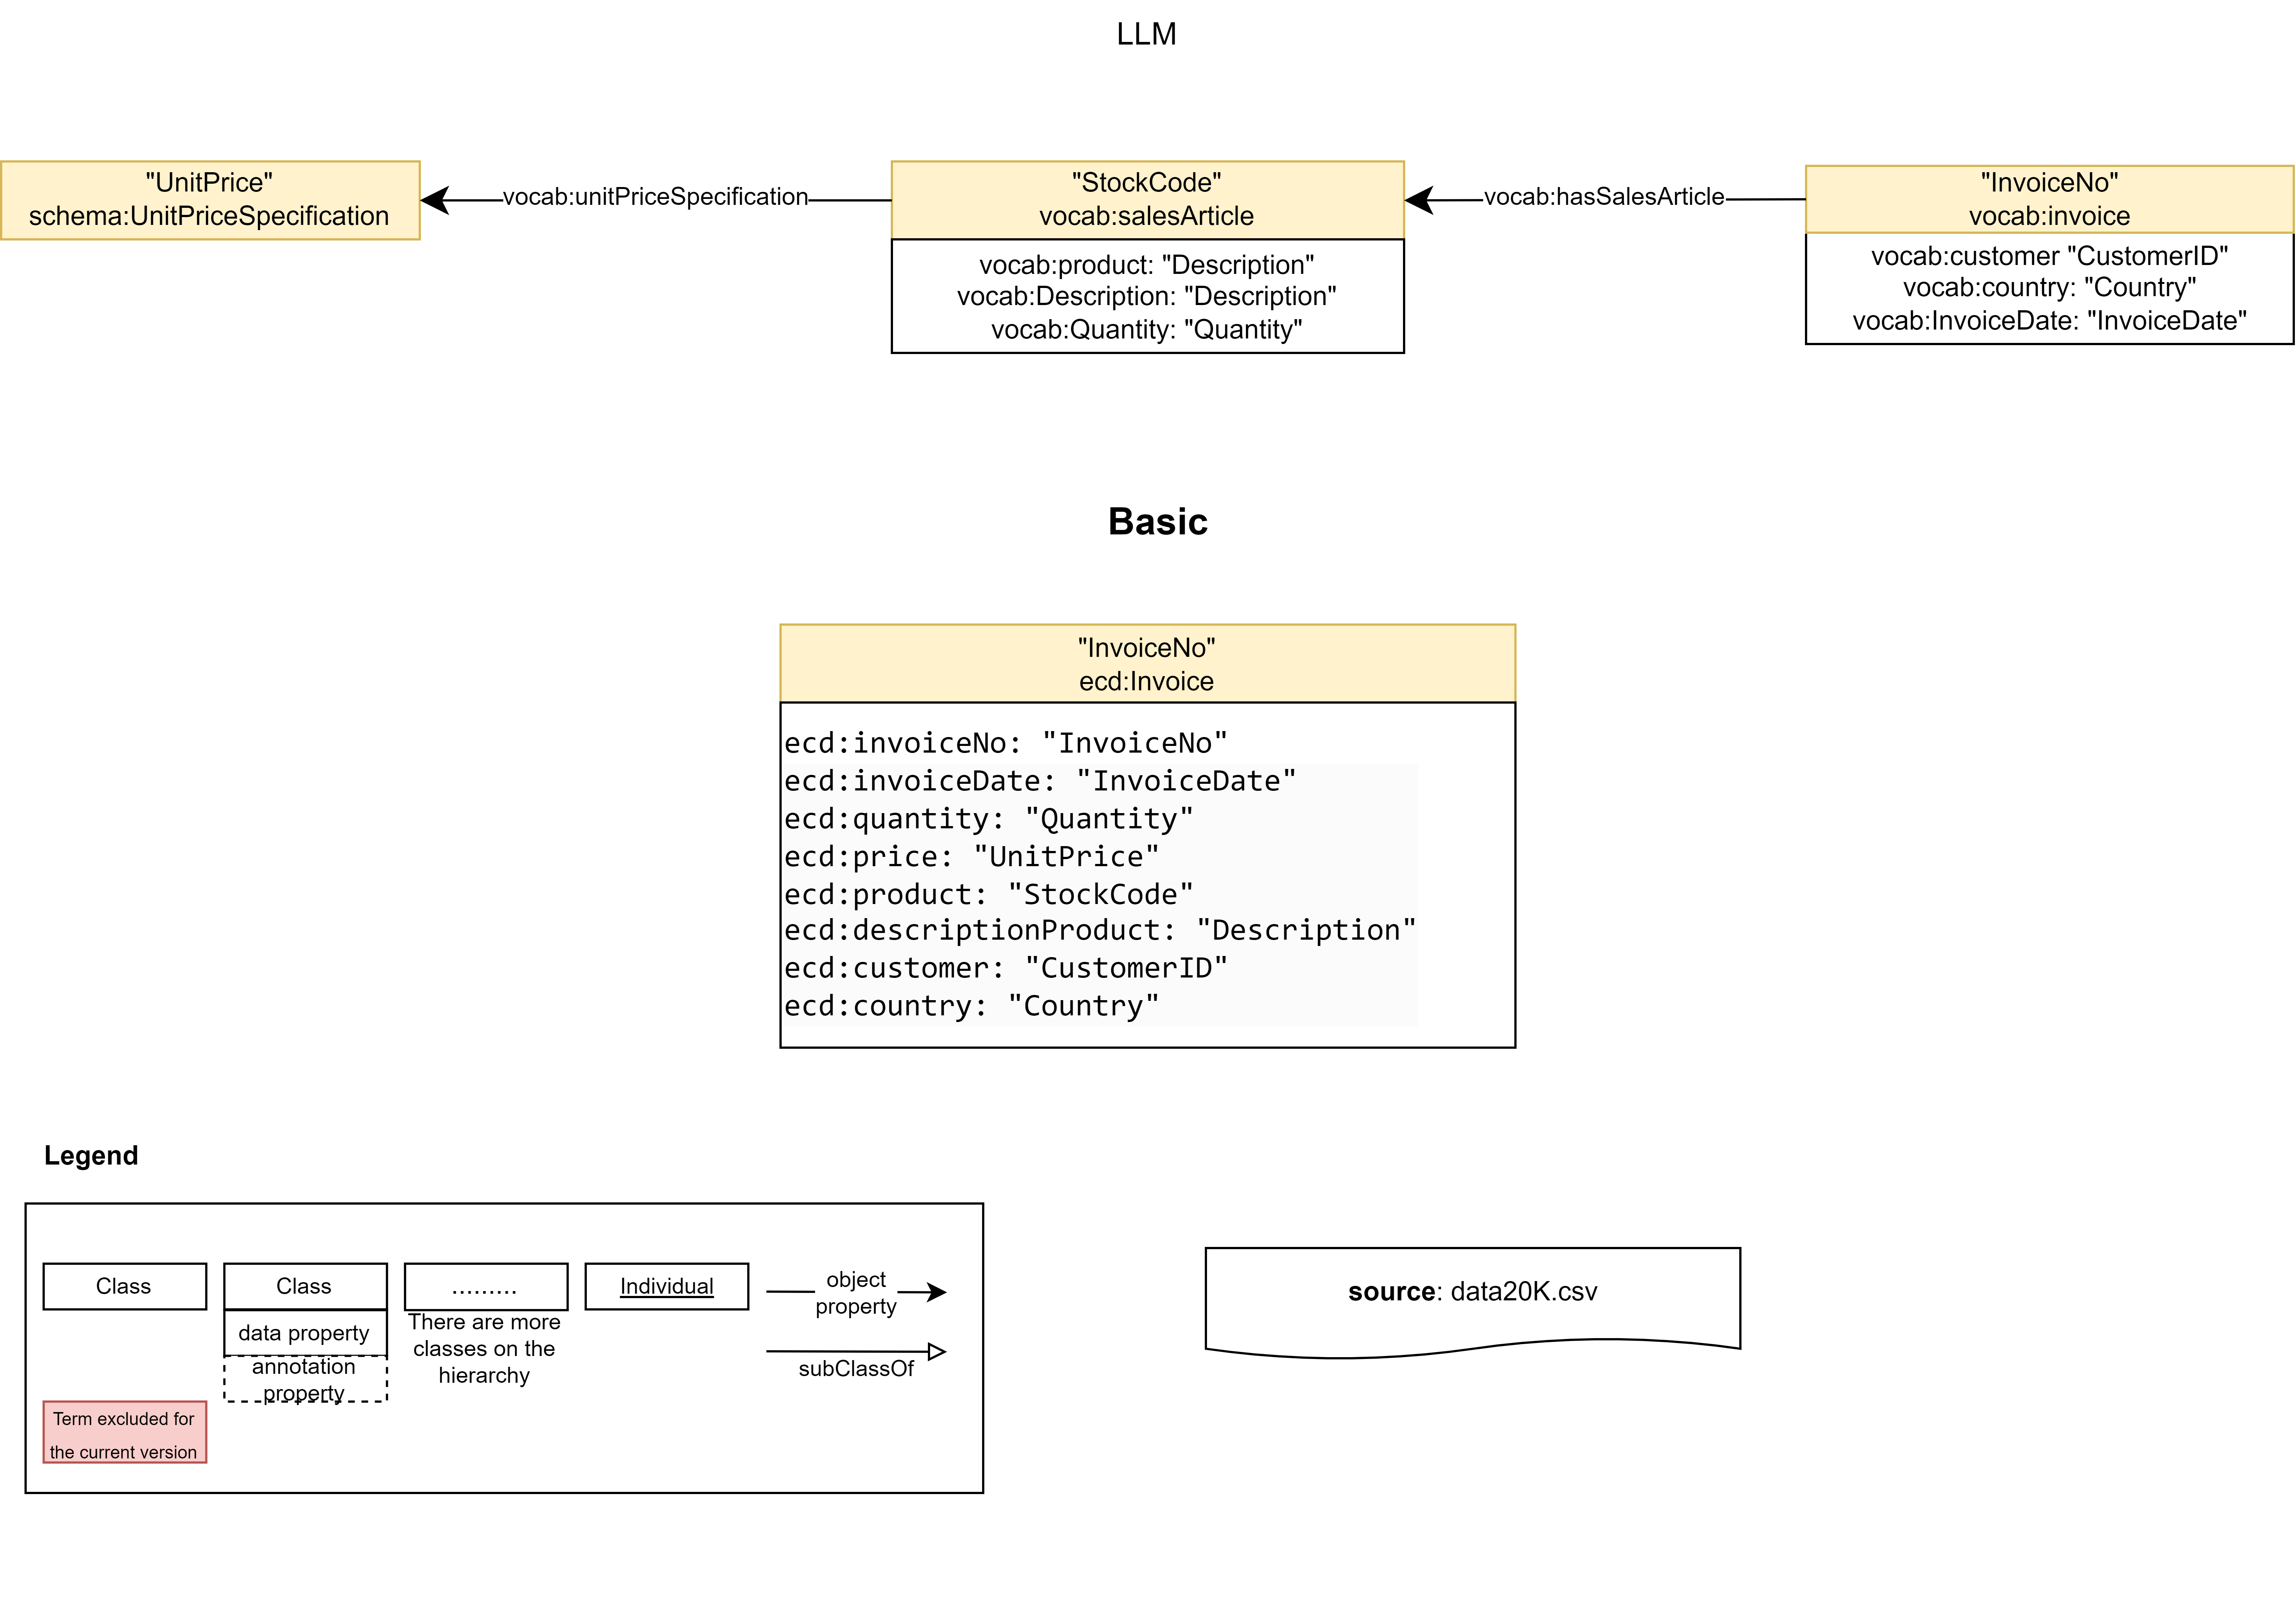 LLM
"UnitPrice"
schema:UnitPriceSpecification
vocab:unitPriceSpecification
"StockCode"
vocab:salesArticle
vocab:product: "Description"
vocab:Description: "Description"
vocab:Quantity: "Quantity"
vocab:hasSalesArticle
"InvoiceNo"
vocab:invoice
vocab:customer "CustomerID"
vocab:country: "Country"
vocab:InvoiceDate: "InvoiceDate"
Basic
"InvoiceNo"
ecd:Invoice
ecd:invoiceNo: "InvoiceNo"
ecd:invoiceDate: "InvoiceDate"
ecd:quantity: "Quantity"
ecd:price: "UnitPrice"
ecd:product: "StockCode"
ecd:descriptionProduct: "Description"
ecd:customer: "CustomerID"
ecd:country: "Country"
Legend
Class
Class
data property
annotation
property
.........
There are more
classes on the
hierarchy
Individual
object
property
subClassOf
Term excluded for
the current version
source: data20K.csv